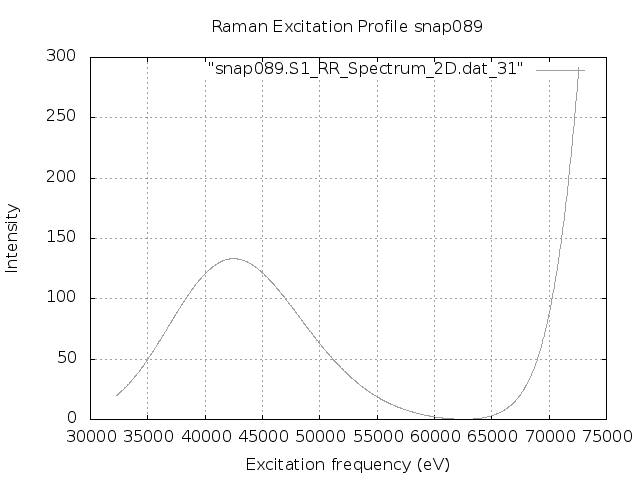 Raman Excitation Profile snap089
"snap089.S1_RR_Spectrum_2D.dat_31"
300
250
200
150
100
50
0
Intensity
30000 35000 40000 45000 50000 55000 60000 65000 70000 75000
Excitation frequency (eV)